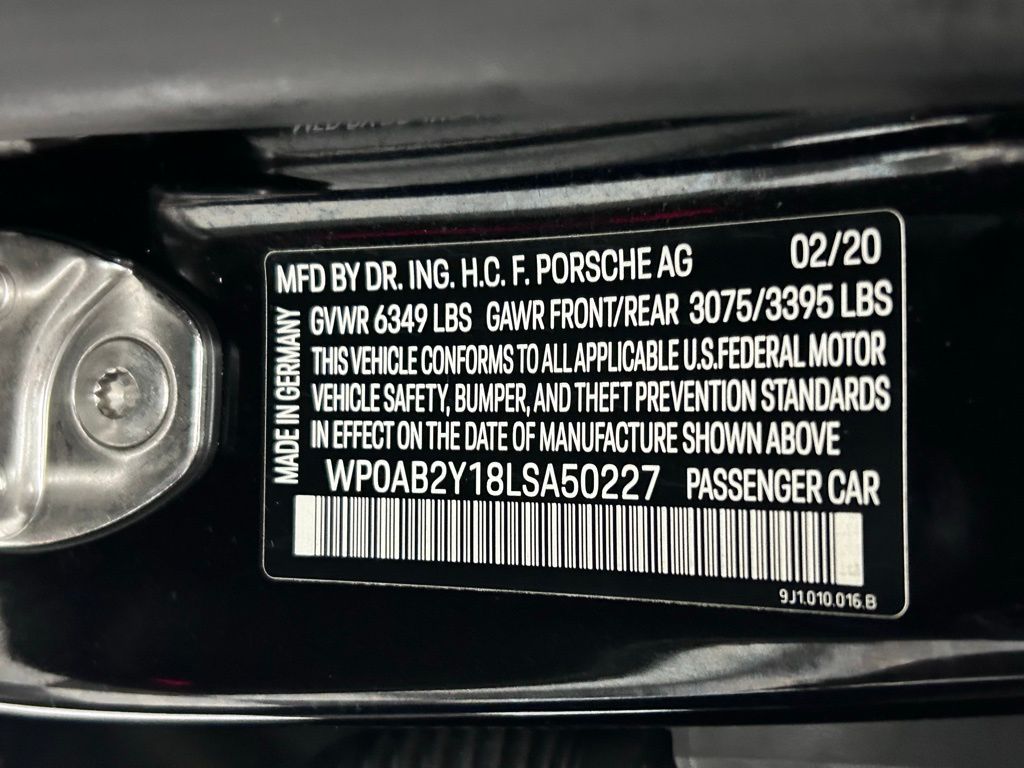 MFD BY DR. ING. H.C. F. PORSCHE AG 02/20
GVWR 6349 LBS GAWR FRONT/REAR 3075/3395 LBS
THIS VEHICLE CONFORMS TO ALL APPLICABLE U.S.FEDERAL MOTOR
VEHICLE SAFETY, BUMPER, AND THEFT PREVENTION STANDARDS
IN EFFECT ON THE DATE OF MANUFACTURE SHOWN ABOVE
WP0AB2Y18LSA50227 PASSENGER CAR
MADE IN GERMANY
9J1.010.016.B